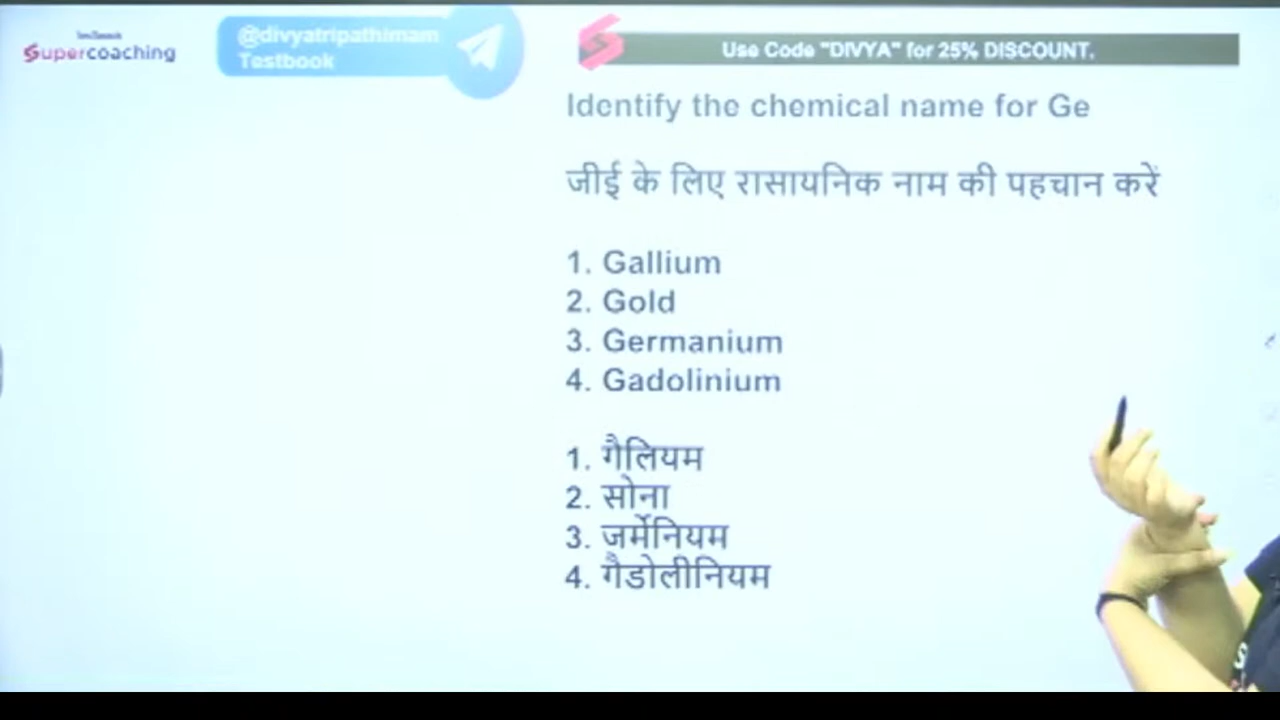 Testbook
Supercoaching
@divyatripathimam
Testbook
Use Code "DIVYA" for 25% DISCOUNT.
Identify the chemical name for Ge
जीई के लिए रासायनिक नाम की पहचान करें
1. Gallium
2. Gold
3. Germanium
4. Gadolinium
1. गैलियम
2. सोना
3. जर्मेनियम
4. गैडोलीनियम